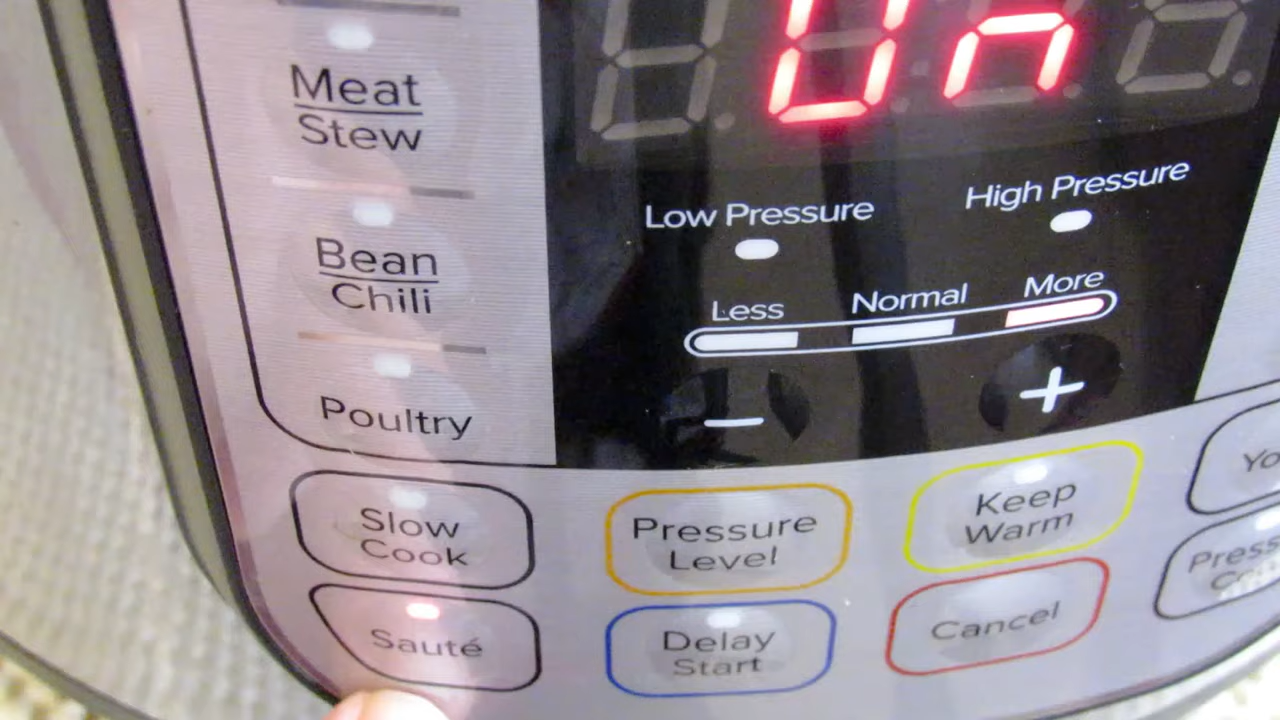 On
Meat
Stew
Low Pressure
High Pressure
Bean
Chili
Less
Normal
More
Poultry
−
+
Slow
Cook
Pressure
Level
Keep
Warm
Sauté
Delay
Start
Cancel